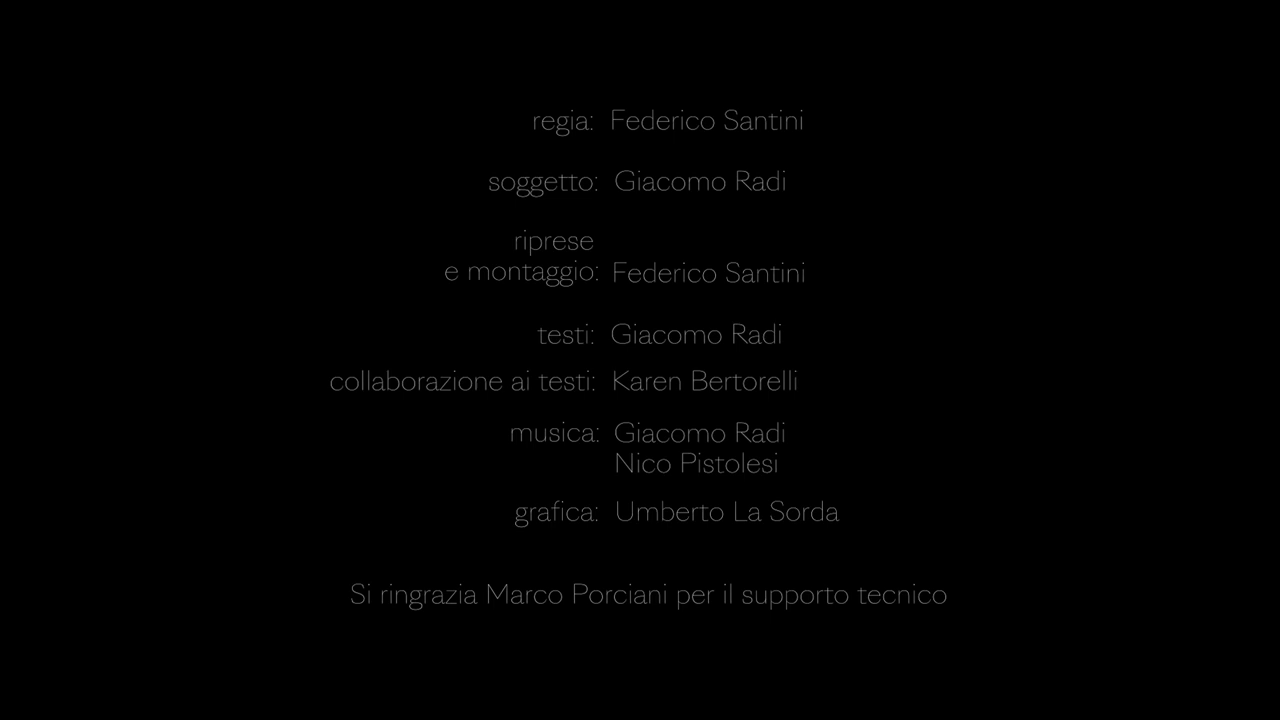 regia: Federico Santini
soggetto: Giacomo Radi
riprese
e montaggio: Federico Santini
testi: Giacomo Radi
collaborazione ai testi: Karen Bertorelli
musica: Giacomo Radi
Nico Pistolesi
grafica: Umberto La Sorda
Si ringrazia Marco Porciani per il supporto tecnico